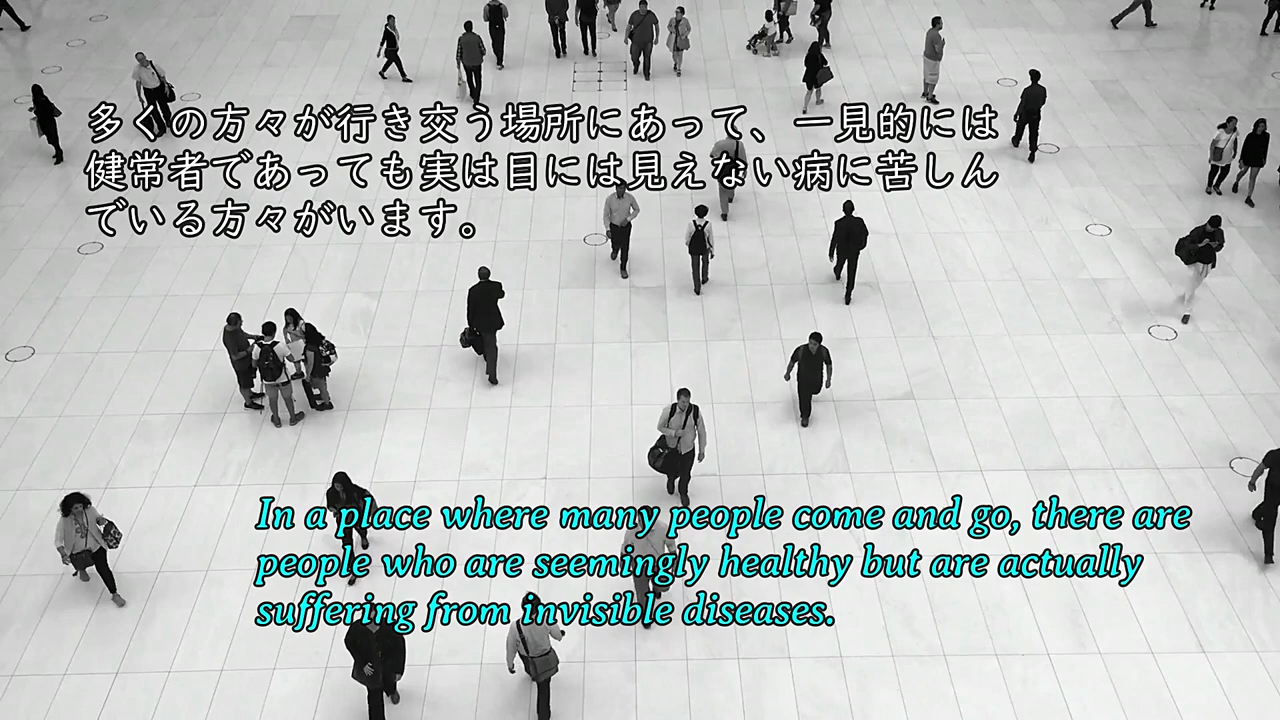 多くの方々が行き交う場所にあって、一見的には
健常者であっても実は目には見えない病に苦しん
でいる方々がいます。
In a place where many people come and go, there are
people who are seemingly healthy but are actually
suffering from invisible diseases.